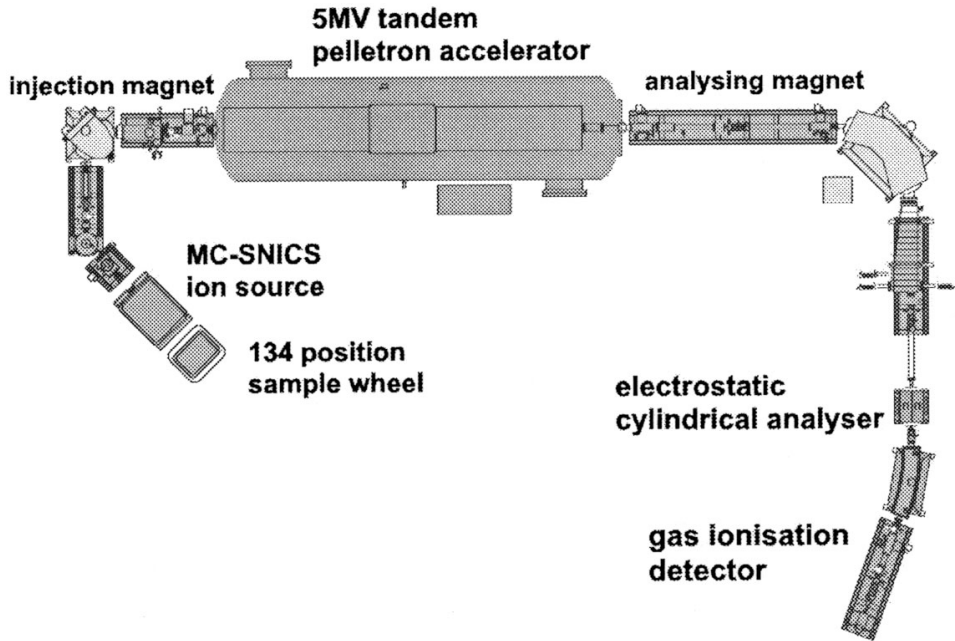 5MV tandem
pelletron accelerator
injection magnet
analysing magnet
MC-SNICS
ion source
134 position
sample wheel
electrostatic
cylindrical analyser
gas ionisation
detector